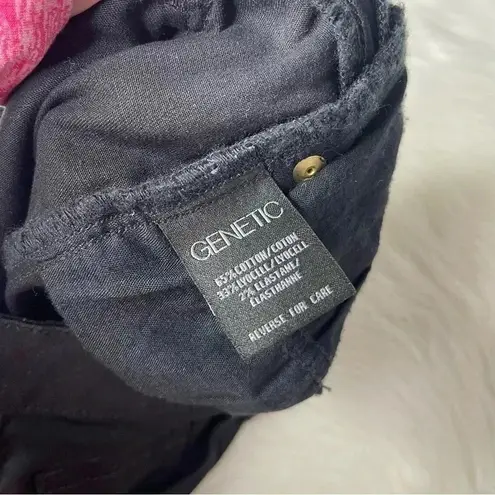 GENETIC
65% COTTON/COTON
33% LYOCELL/LYOCELL
2% ELASTANE/
ELASTHANNE
REVERSE FOR CARE